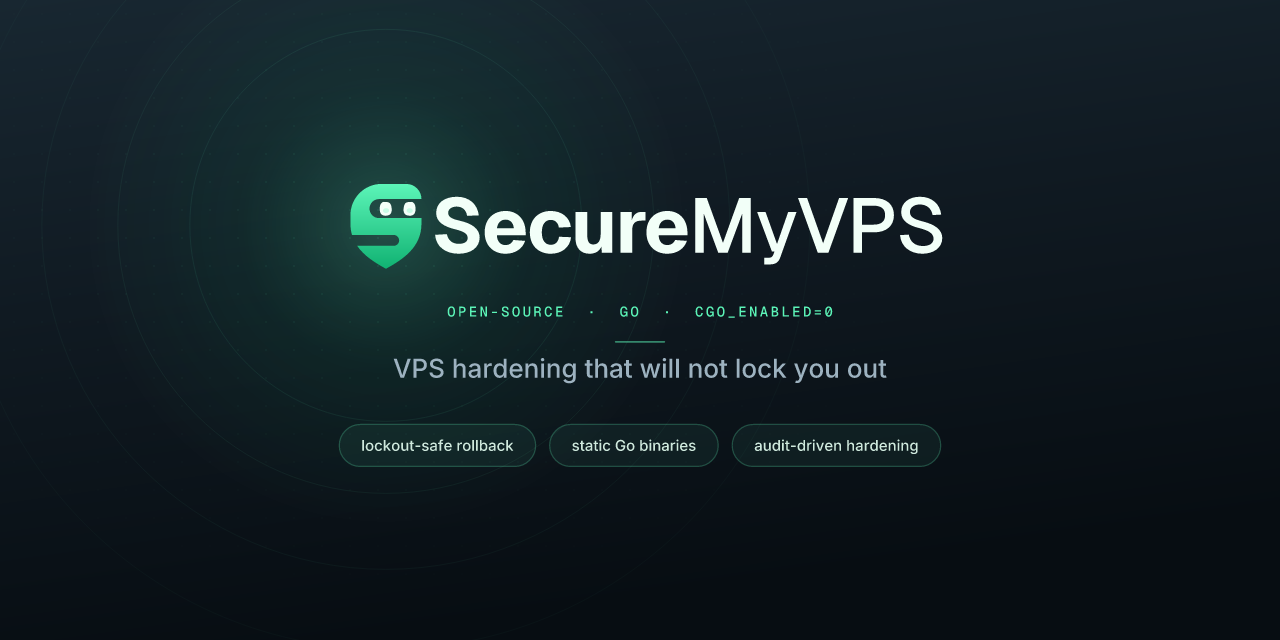 SecureMyVPS
OPEN-SOURCE · GO · CGO_ENABLED=0
VPS hardening that will not lock you out
lockout-safe rollback static Go binaries audit-driven hardening